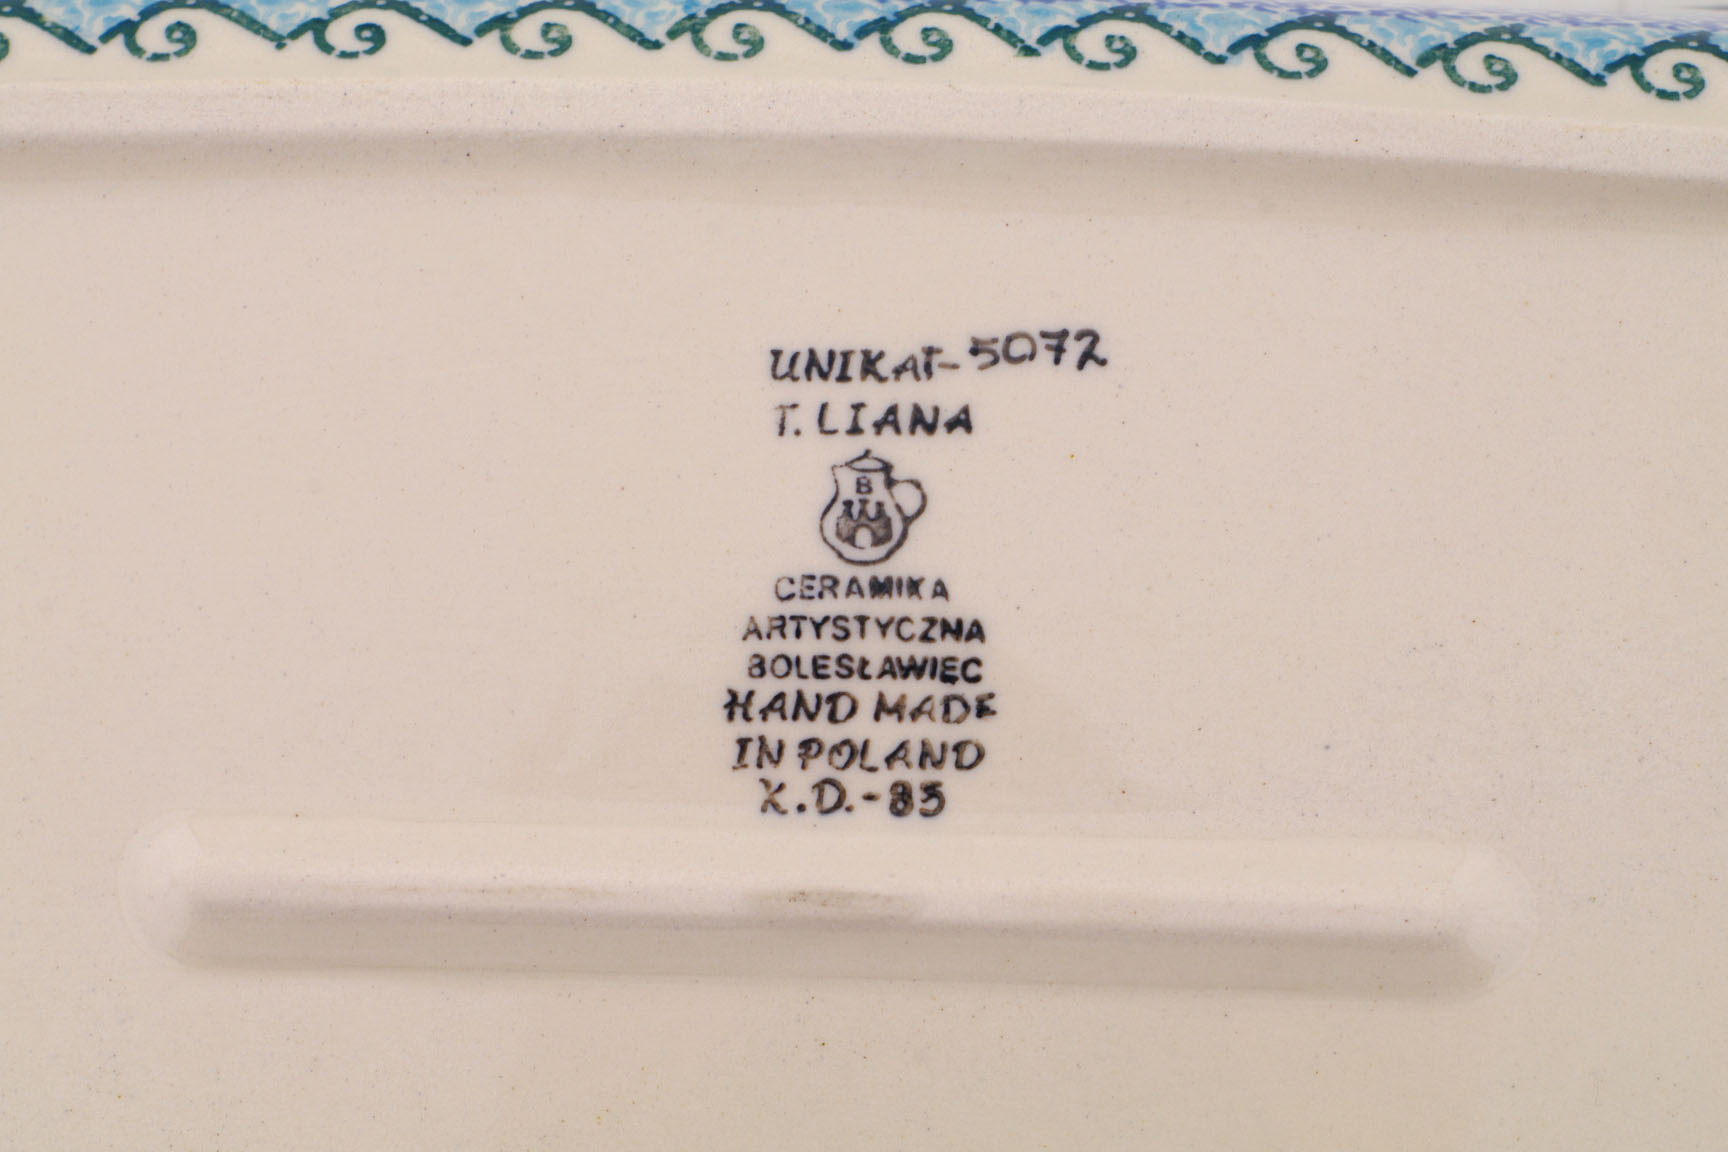 UNIKAT-5072
T. LIANA
B
CERAMIKA
ARTYSTYCZNA
BOLESŁAWIEC
HAND MADE
IN POLAND
K.D.-85